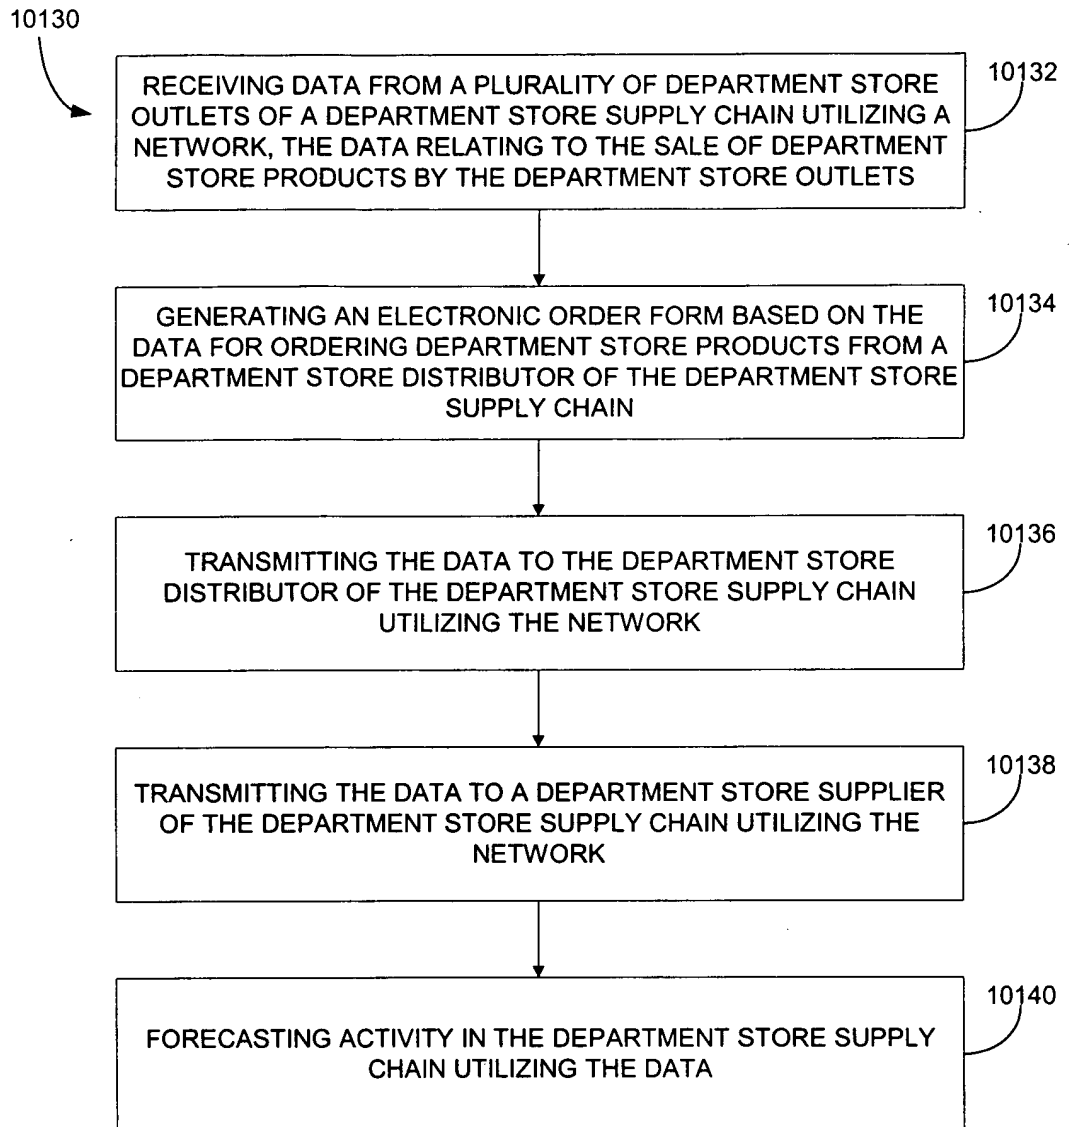 10130
RECEIVING DATA FROM A PLURALITY OF DEPARTMENT STORE
OUTLETS OF A DEPARTMENT STORE SUPPLY CHAIN UTILIZING A
NETWORK, THE DATA RELATING TO THE SALE OF DEPARTMENT
STORE PRODUCTS BY THE DEPARTMENT STORE OUTLETS
10132
GENERATING AN ELECTRONIC ORDER FORM BASED ON THE
DATA FOR ORDERING DEPARTMENT STORE PRODUCTS FROM A
DEPARTMENT STORE DISTRIBUTOR OF THE DEPARTMENT STORE
SUPPLY CHAIN
10134
TRANSMITTING THE DATA TO THE DEPARTMENT STORE
DISTRIBUTOR OF THE DEPARTMENT STORE SUPPLY CHAIN
UTILIZING THE NETWORK
10136
TRANSMITTING THE DATA TO A DEPARTMENT STORE SUPPLIER
OF THE DEPARTMENT STORE SUPPLY CHAIN UTILIZING THE
NETWORK
10138
FORECASTING ACTIVITY IN THE DEPARTMENT STORE SUPPLY
CHAIN UTILIZING THE DATA
10140